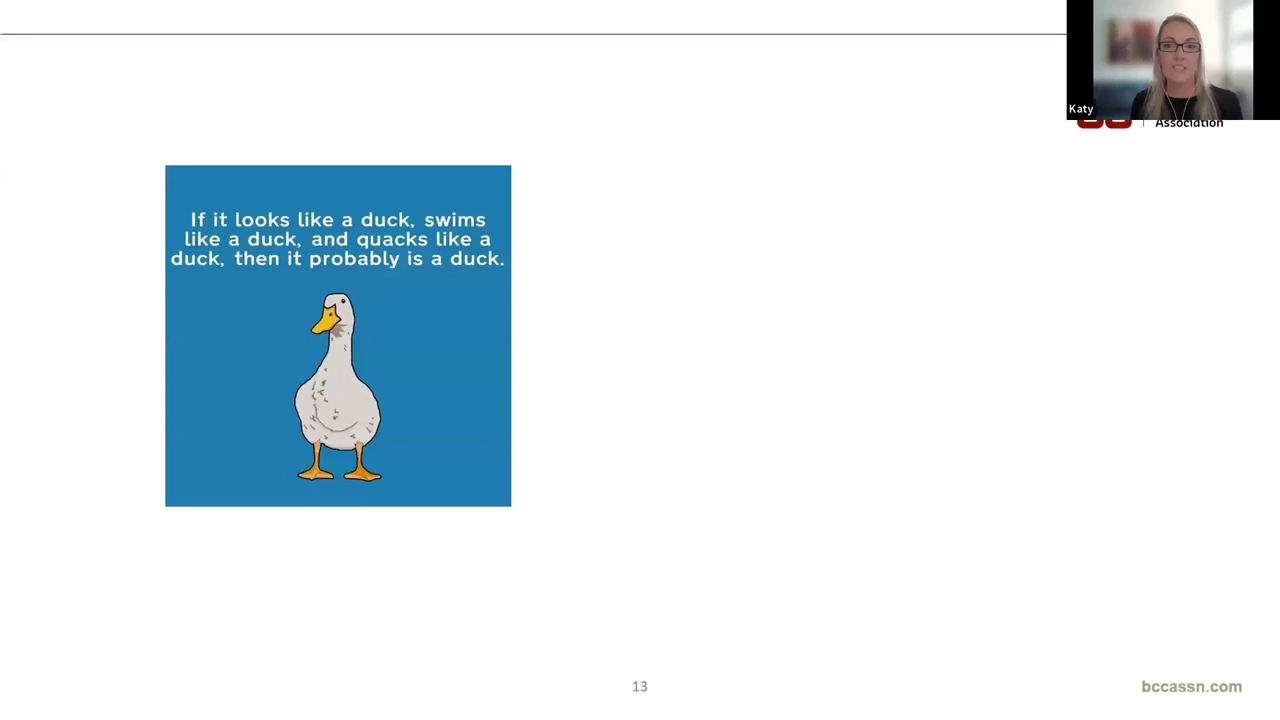 Katy
Association
If it looks like a duck, swims
like a duck, and quacks like a
duck, then it probably is a duck.
13
bccassn.com